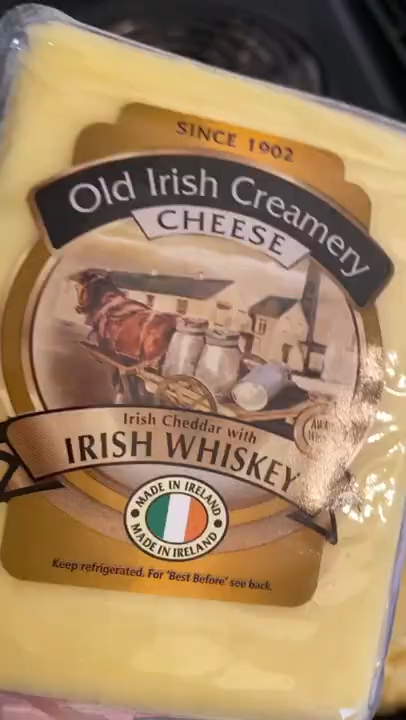 SINCE 1902
Old Irish Creamery
CHEESE
Irish Cheddar with
IRISH WHISKEY
MADE IN IRELAND
MADE IN IRELAND
Keep refrigerated. For 'Best Before' see back.